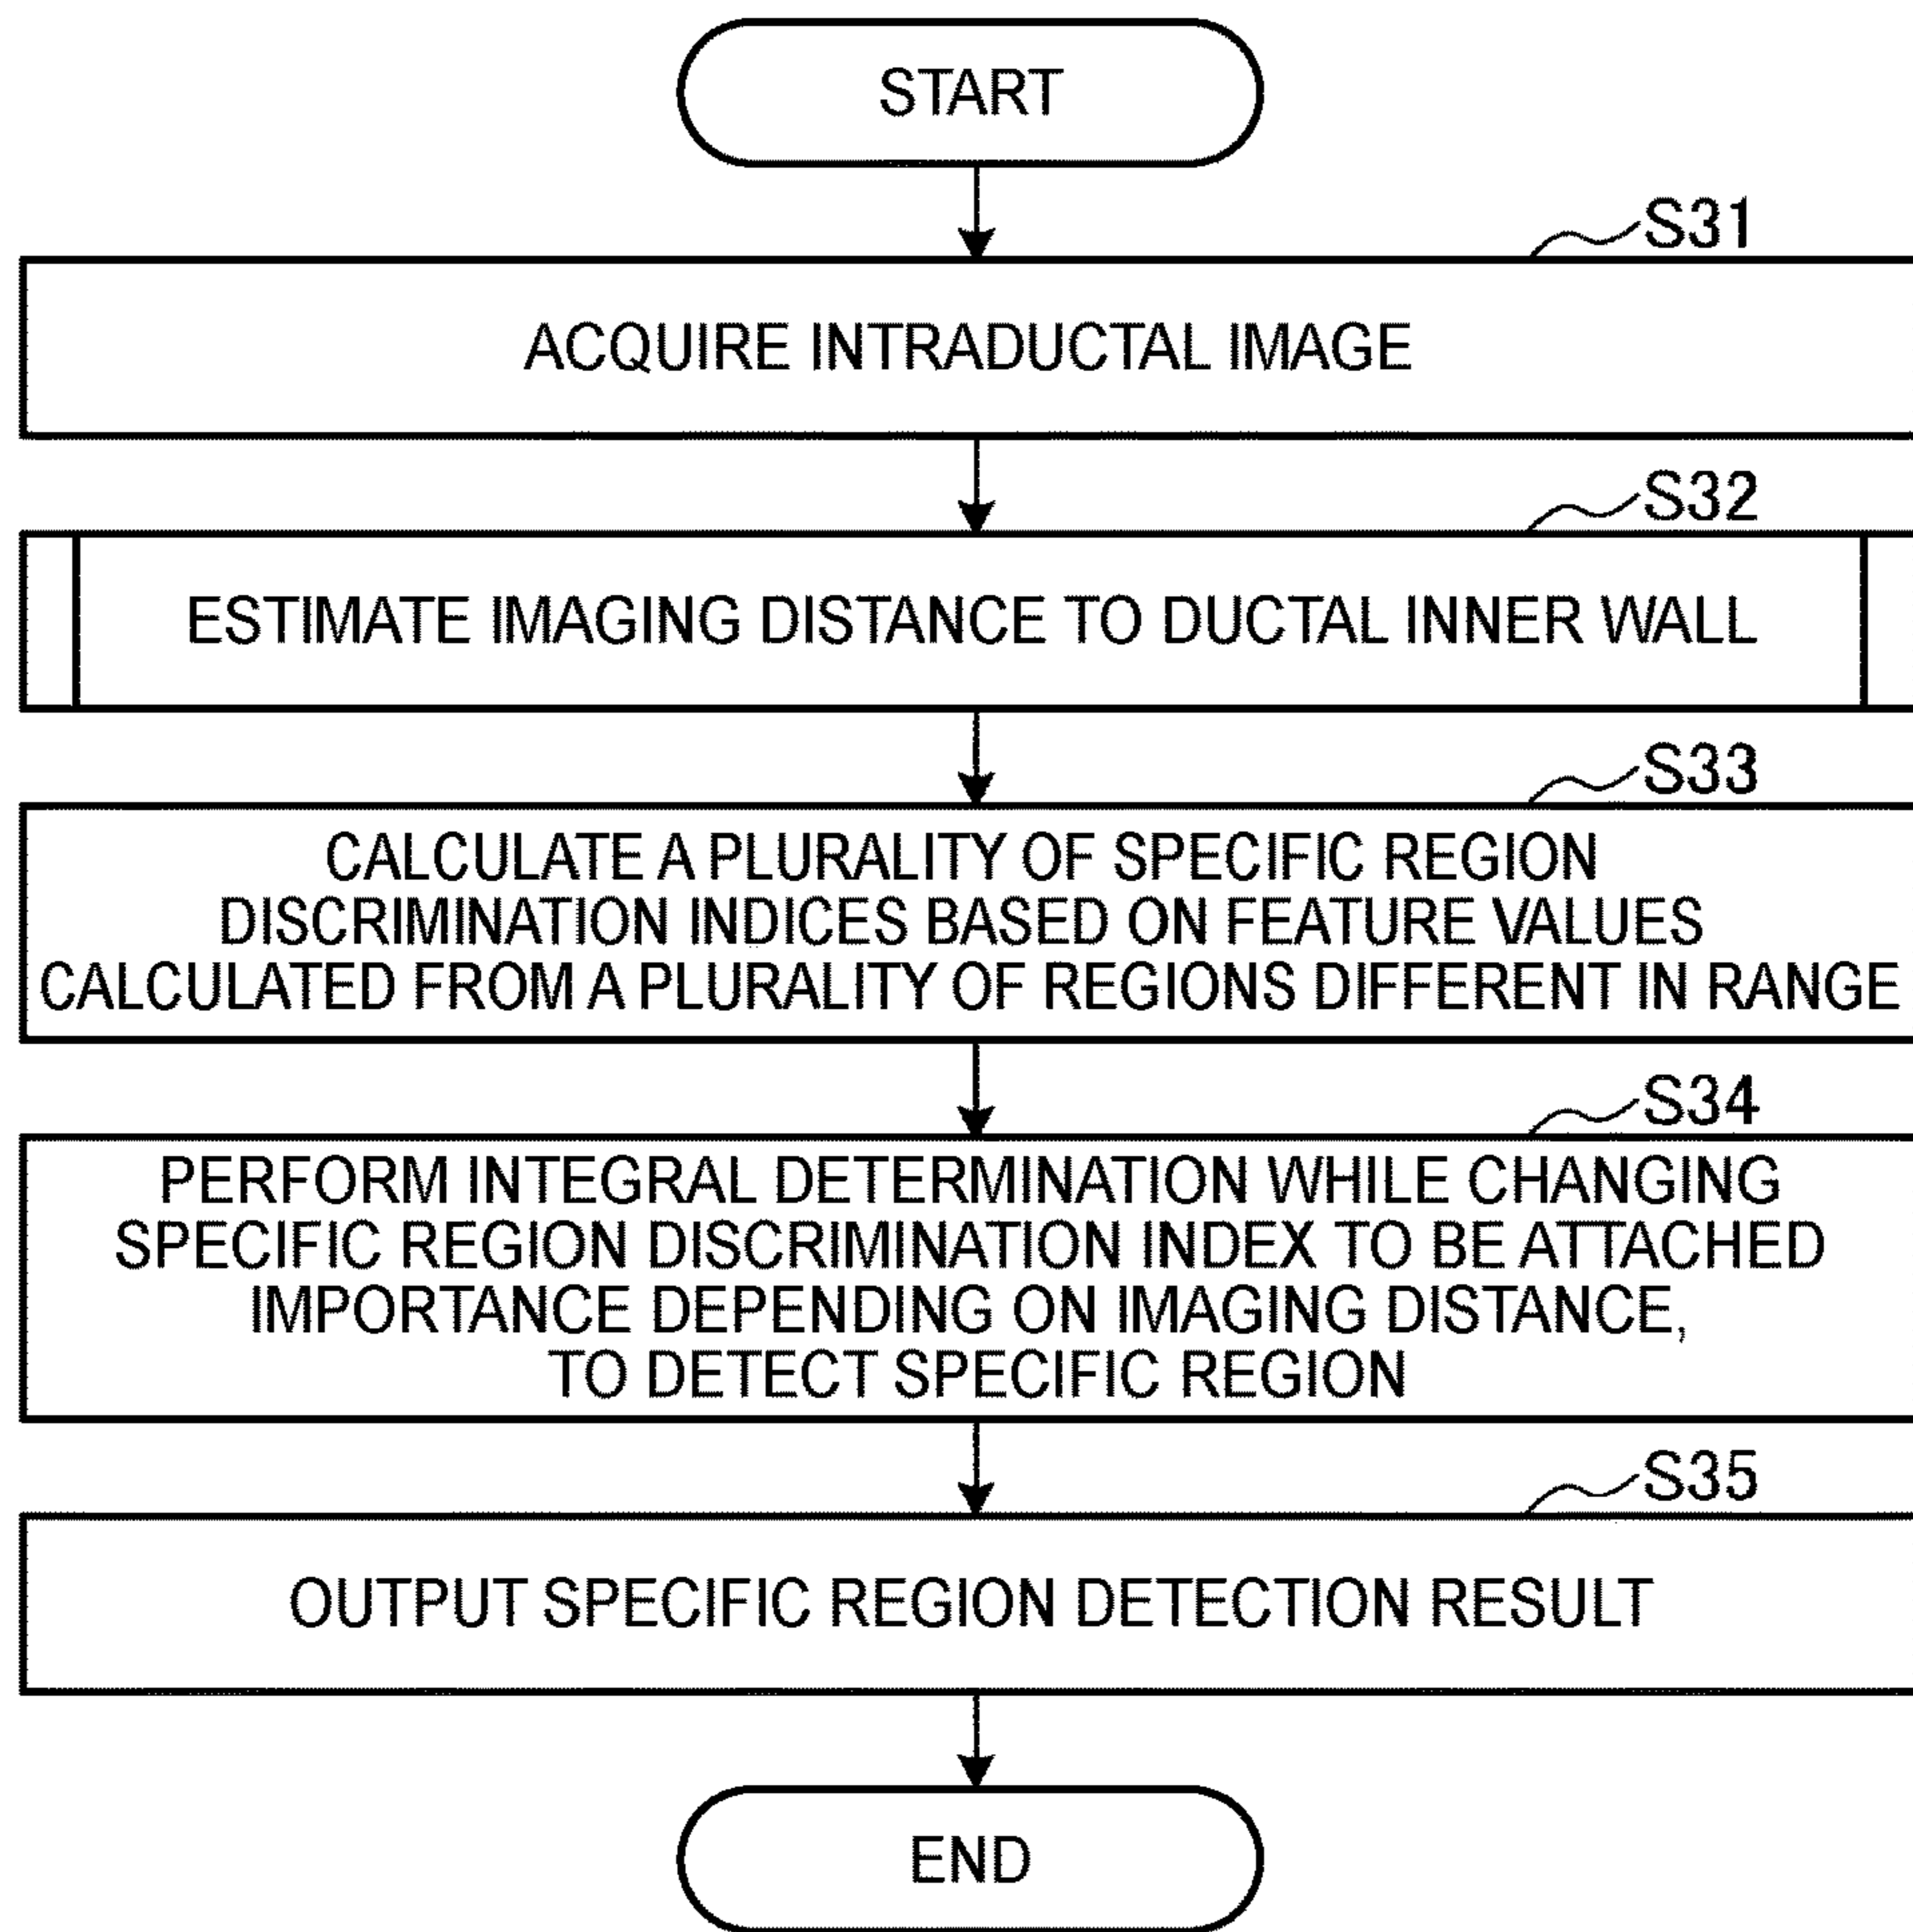 START
S31
ACQUIRE INTRADUCTAL IMAGE
S32
ESTIMATE IMAGING DISTANCE TO DUCTAL INNER WALL
S33
CALCULATE A PLURALITY OF SPECIFIC REGION
DISCRIMINATION INDICES BASED ON FEATURE VALUES
CALCULATED FROM A PLURALITY OF REGIONS DIFFERENT IN RANGE
S34
PERFORM INTEGRAL DETERMINATION WHILE CHANGING
SPECIFIC REGION DISCRIMINATION INDEX TO BE ATTACHED
IMPORTANCE DEPENDING ON IMAGING DISTANCE,
TO DETECT SPECIFIC REGION
S35
OUTPUT SPECIFIC REGION DETECTION RESULT
END